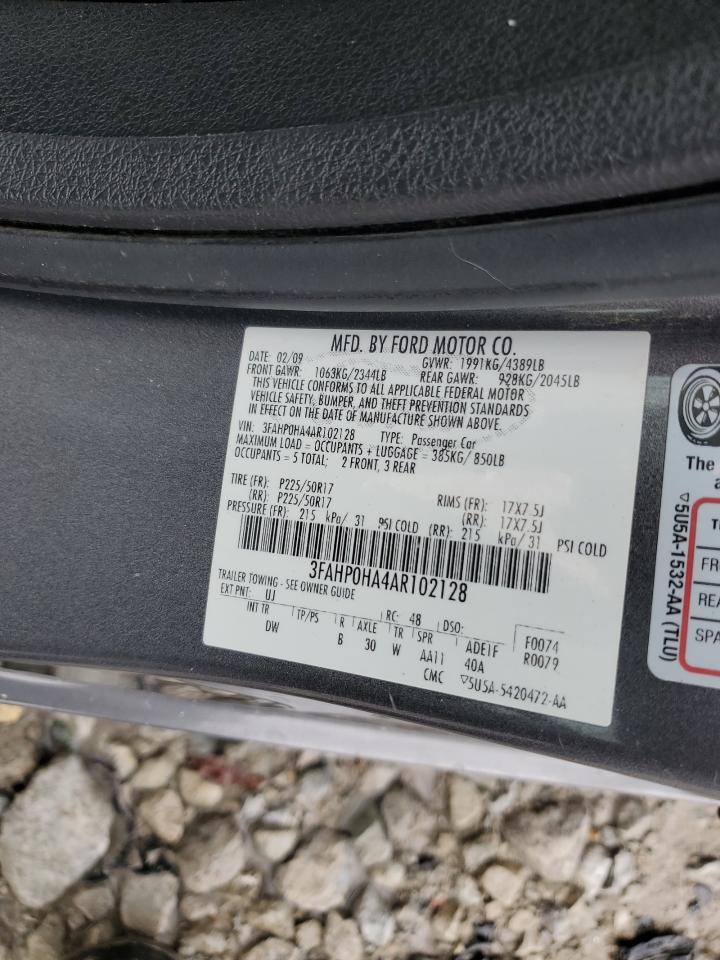 MFD. BY FORD MOTOR CO.
DATE: 02/09 GVWR: 1991KG/4389LB
FRONT GAWR: 1063KG/2344LB REAR GAWR: 928KG/2045LB
THIS VEHICLE CONFORMS TO ALL APPLICABLE FEDERAL MOTOR
VEHICLE SAFETY, BUMPER, AND THEFT PREVENTION STANDARDS
IN EFFECT ON THE DATE OF MANUFACTURE SHOWN ABOVE.
VIN: 3FAHP0HA4AR102128 TYPE: Passenger Car
MAXIMUM LOAD = OCCUPANTS + LUGGAGE = 385KG/ 850LB
OCCUPANTS = 5 TOTAL; 2 FRONT, 3 REAR
TIRE (FR): P225/50R17 RIMS (FR): 17X7.5J
(RR): P225/50R17 (RR): 17X7.5J
PRESSURE (FR): 215 kPa/ 31 PSI COLD (RR): 215 kPa/ 31 PSI COLD
3FAHP0HA4AR102128
TRAILER TOWING - SEE OWNER GUIDE
EXT PNT: UJ RC: 48 DSO: F0074
INT TR TP/PS R AXLE TR SPR ADE1F R0079
DW B 30 W AA11 40A
CMC ▽5U5A-5420472-AA
The
a
T
FR
REA
SPA
▽5U5A-1532-AA (TLU)